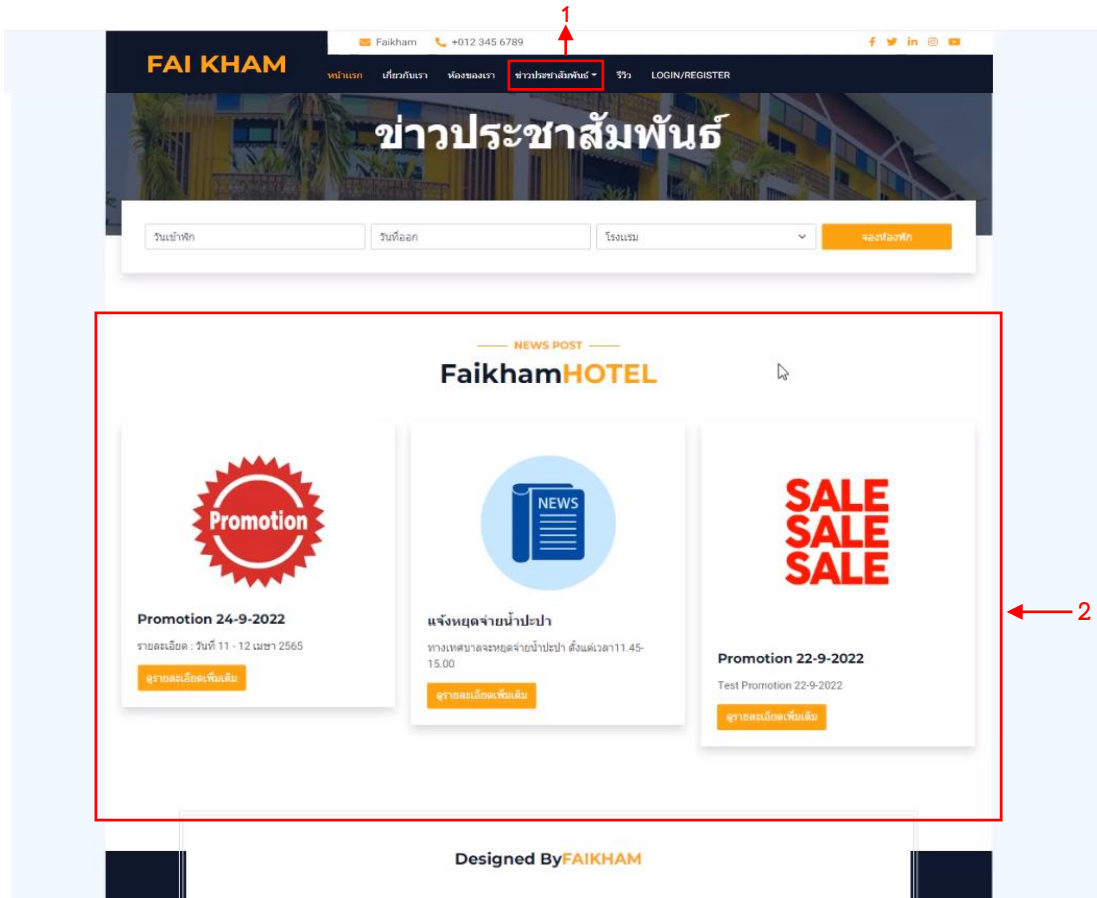 1
Faikham +012 345 6789
FAI KHAM
หน้าแรก เกี่ยวกับเรา ห้องของเรา ข่าวประชาสัมพันธ์ รีวิว LOGIN/REGISTER
ข่าวประชาสัมพันธ์
วันเข้าพัก วันที่ออก โรงแรม จองห้องพัก
NEWS POST
FaikhamHOTEL
Promotion
NEWS
SALE
SALE
SALE
2
Promotion 24-9-2022
รายละเอียด : วันที่ 11 - 12 เมษา 2565
ดูรายละเอียดเพิ่มเติม
แจ้งหยุดจ่ายน้ำปะปา
ทางเทศบาลจะหยุดจ่ายน้ำปะปา ตั้งแต่เวลา11.45-
15.00
ดูรายละเอียดเพิ่มเติม
Promotion 22-9-2022
Test Promotion 22-9-2022
ดูรายละเอียดเพิ่มเติม
Designed ByFAIKHAM